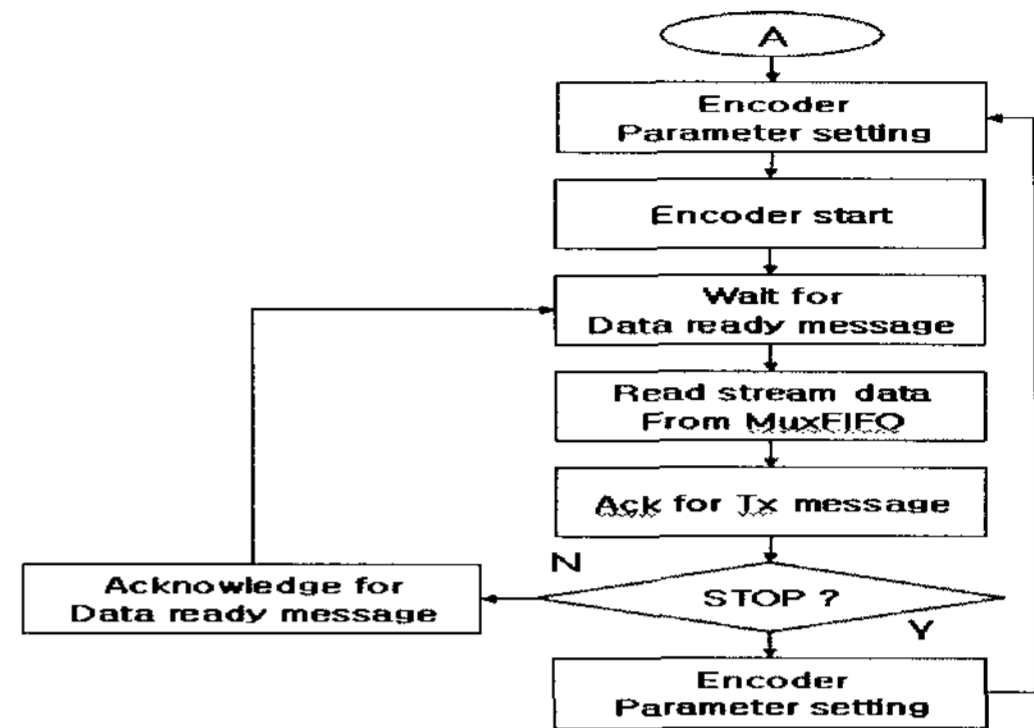 A
Encoder
Parameter setting
Encoder start
Wait for
Data ready message
Read stream data
From MuxFIFO
Ack for Tx message
N
STOP ?
Y
Acknowledge for
Data ready message
Encoder
Parameter setting